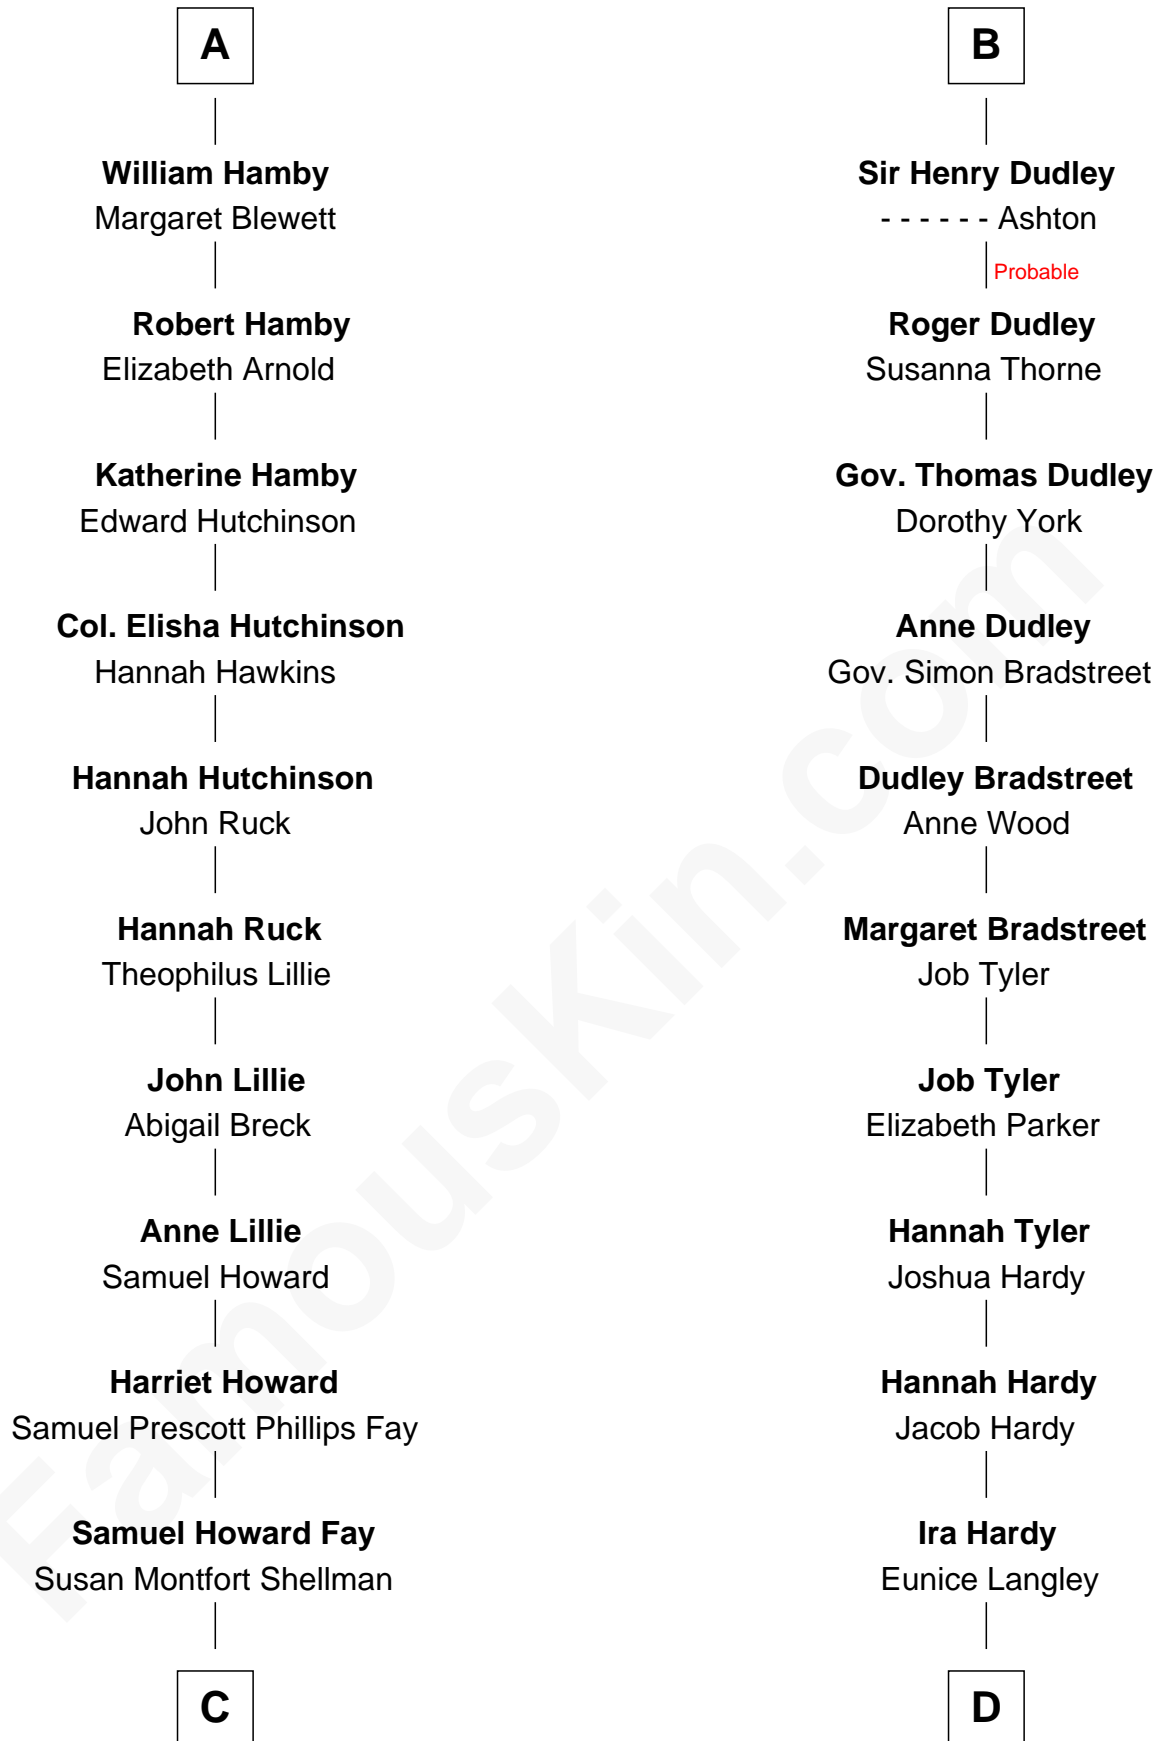 A
William Hamby
Margaret Blewett
Robert Hamby
Elizabeth Arnold
Katherine Hamby
Edward Hutchinson
Col. Elisha Hutchinson
Hannah Hawkins
Hannah Hutchinson
John Ruck
Hannah Ruck
Theophilus Lillie
John Lillie
Abigail Breck
Anne Lillie
Samuel Howard
Harriet Howard
Samuel Prescott Phillips Fay
Samuel Howard Fay
Susan Montfort Shellman
C
B
Sir Henry Dudley
- - - - - - Ashton
Probable
Roger Dudley
Susanna Thorne
Gov. Thomas Dudley
Dorothy York
Anne Dudley
Gov. Simon Bradstreet
Dudley Bradstreet
Anne Wood
Margaret Bradstreet
Job Tyler
Job Tyler
Elizabeth Parker
Hannah Tyler
Joshua Hardy
Hannah Hardy
Jacob Hardy
Ira Hardy
Eunice Langley
D
FamousKin.com